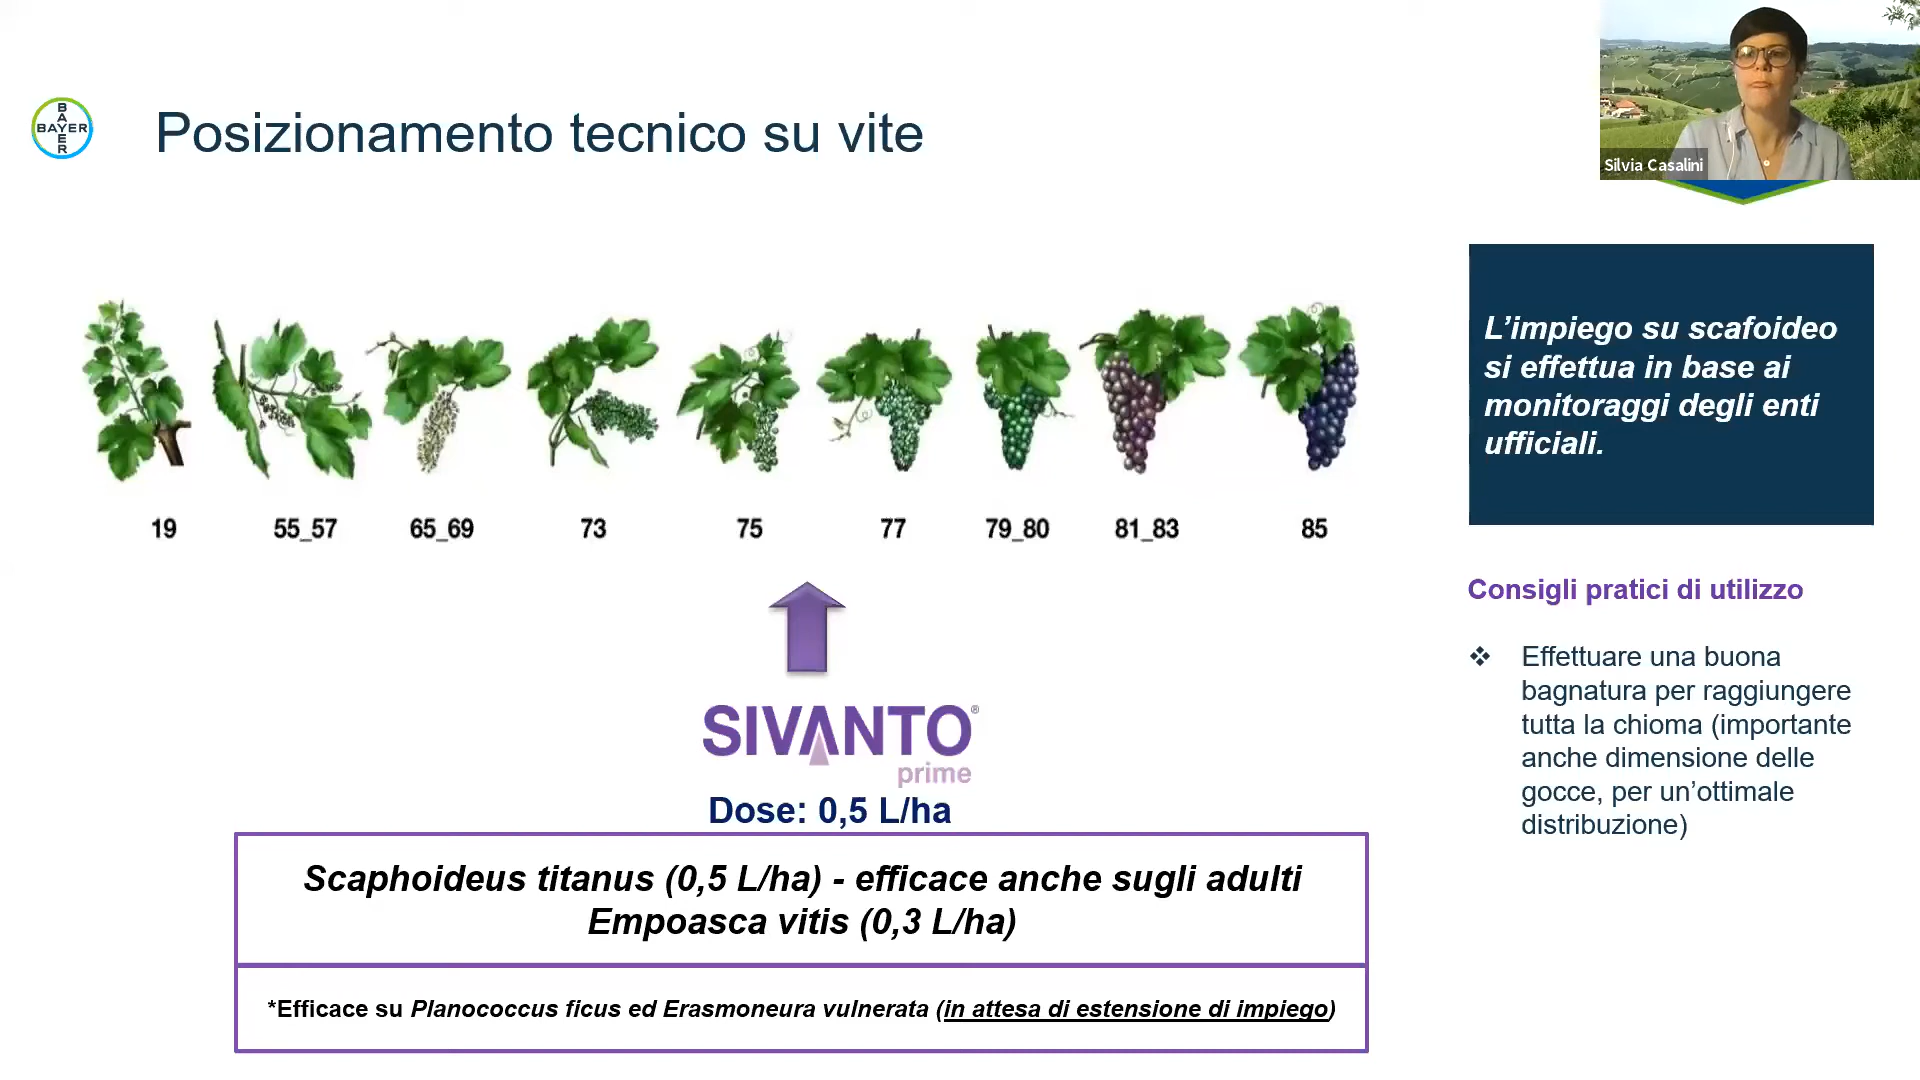 BAYER
BAYER
Posizionamento tecnico su vite
Silvia Casalini
19
55_57
65_69
73
75
77
79_80
81_83
85
L’impiego su scafoideo
si effettua in base ai
monitoraggi degli enti
ufficiali.
SIVANTO®
prime
Dose: 0,5 L/ha
Scaphoideus titanus (0,5 L/ha) - efficace anche sugli adulti
Empoasca vitis (0,3 L/ha)
*Efficace su Planococcus ficus ed Erasmoneura vulnerata (in attesa di estensione di impiego)
Consigli pratici di utilizzo
❖ Effettuare una buona
bagnatura per raggiungere
tutta la chioma (importante
anche dimensione delle
gocce, per un’ottimale
distribuzione)